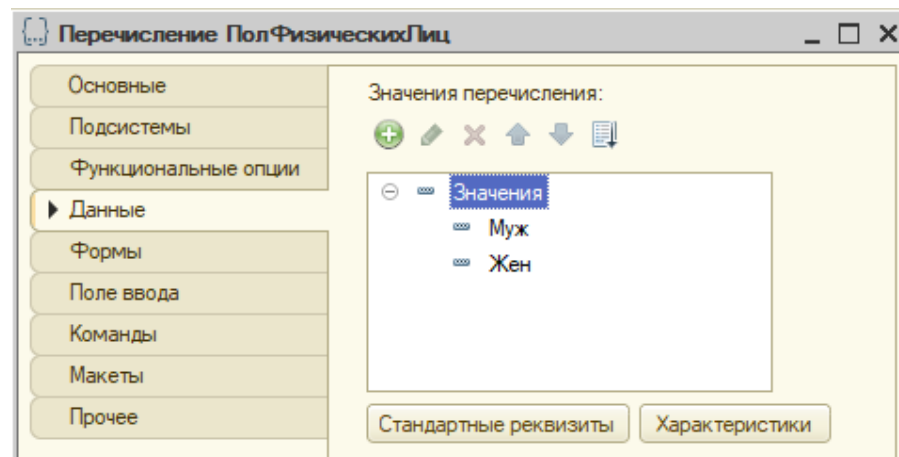 Перечисление ПолФизическихЛиц
Основные
Подсистемы
Функциональные опции
Данные
Формы
Поле ввода
Команды
Макеты
Прочее
Значения перечисления:
Значения
Муж
Жен
Стандартные реквизиты
Характеристики